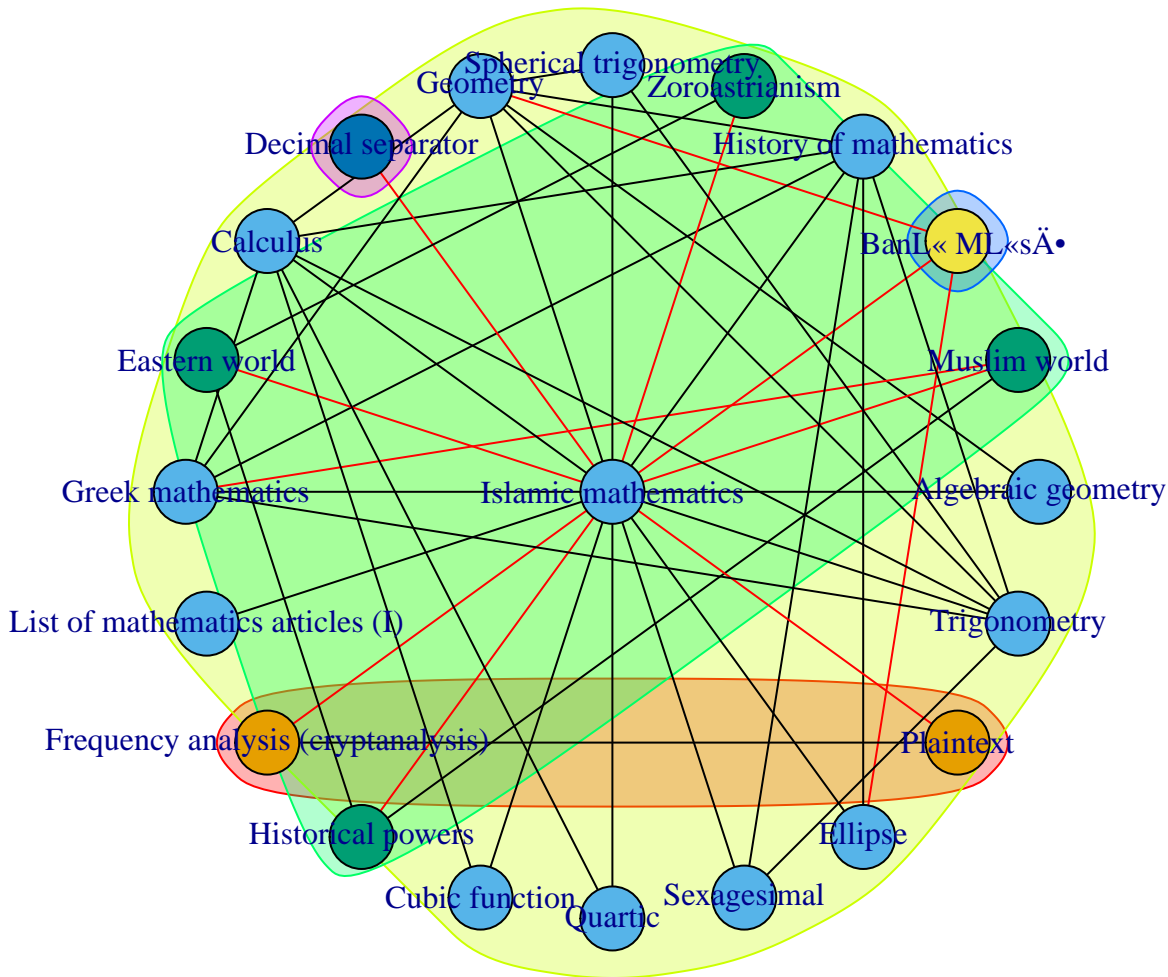 Spherical trigonometry
Geometry
Zoroastrianism
Decimal separator
History of mathematics
Calculus
BanL« ML«sÄ•
Eastern world
Muslim world
Greek mathematics
Islamic mathematics
Algebraic geometry
List of mathematics articles (I)
Trigonometry
Frequency analysis (cryptanalysis)
Plaintext
Historical powers
Ellipse
Cubic function
Sexagesimal
Quartic